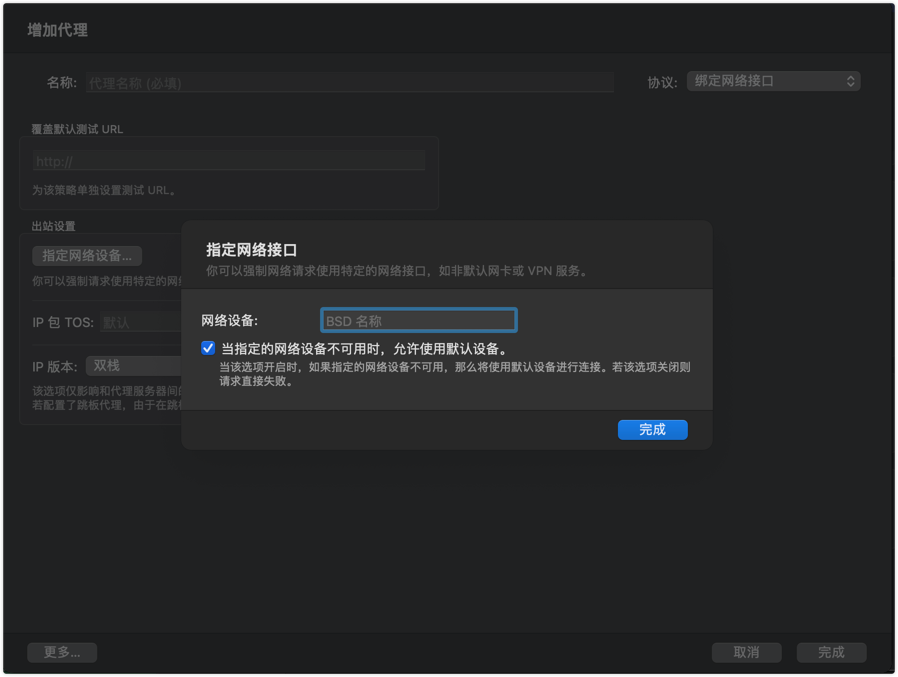 增加代理
名称: 代理名称 (必填) 协议: 绑定网络接口
覆盖默认测试 URL
http://
为该策略单独设置测试 URL。
出站设置
指定网络设备...
你可以强制请求使用特定的网
IP 包 TOS: 默认
IP 版本: 双栈
该选项仅影响和代理服务器间
若配置了跳板代理，由于在跳
指定网络接口
你可以强制网络请求使用特定的网络接口，如非默认网卡或 VPN 服务。
网络设备: BSD 名称
当指定的网络设备不可用时，允许使用默认设备。
当该选项开启时，如果指定的网络设备不可用，那么将使用默认设备进行连接。若该选项关闭则
请求直接失败。
完成
更多... 取消 完成